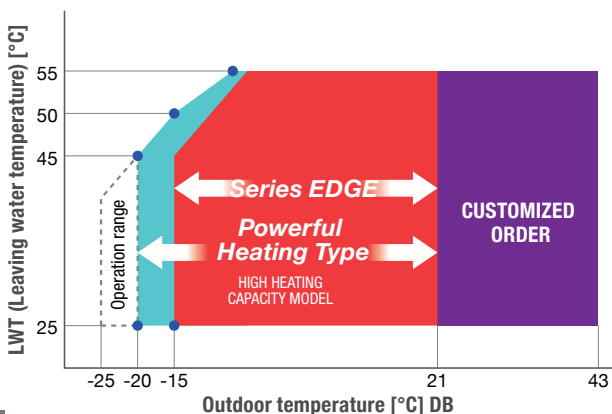 LWT (Leaving water temperature) [°C]
55
50
45
25
Operation range
Series EDGE
Powerful
Heating Type
HIGH HEATING
CAPACITY MODEL
CUSTOMIZED
ORDER
-25 -20 -15 21 43
Outdoor temperature [°C] DB